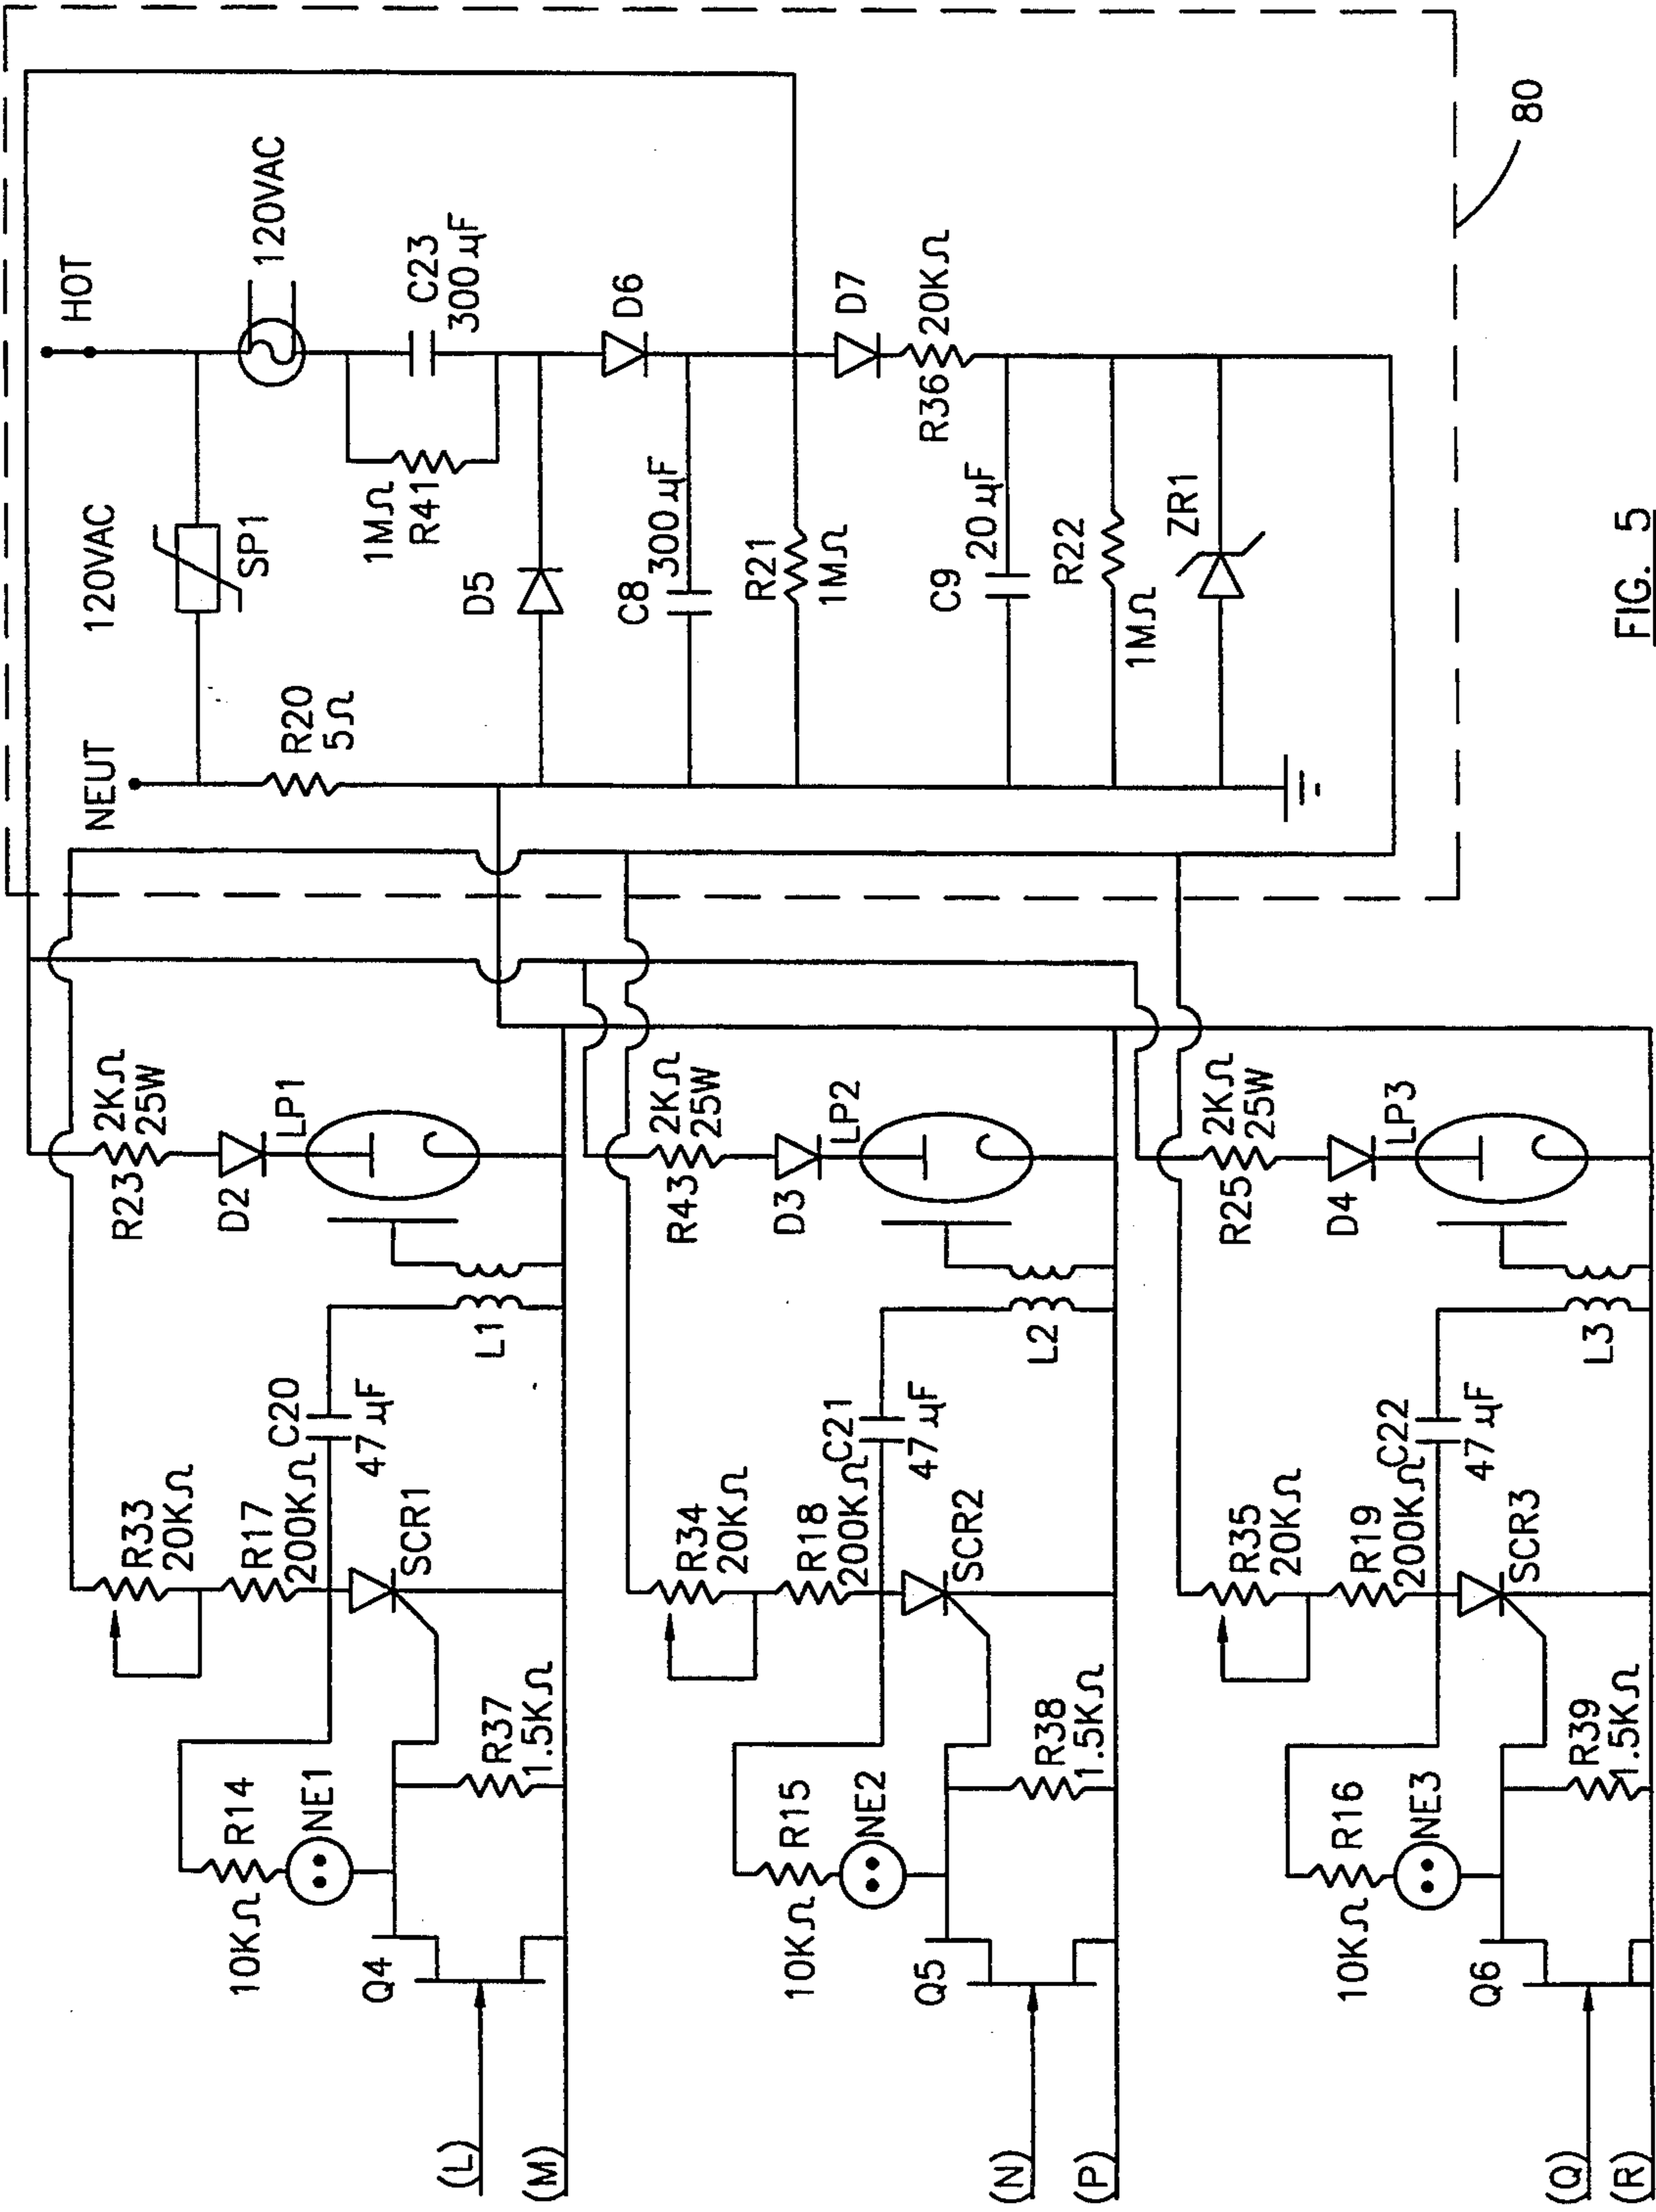 HOT
120VAC
C23
300µF
D6
D7
20KΩ
R36
120VAC
SP1
1MΩ
R41
D5
C8
300µF
R21
1MΩ
C9
20µF
R22
1MΩ
ZR1
NEUT
R20
5Ω
80
2KΩ
25W
R23
D2
LP1
L1
C20
47µF
R33
20KΩ
R17
200KΩ
SCR1
R37
1.5KΩ
R14
10KΩ
NE1
Q4
(L)
(M)
2KΩ
25W
R43
D3
LP2
L2
C21
47µF
R34
20KΩ
R18
200KΩ
SCR2
R38
1.5KΩ
R15
10KΩ
NE2
Q5
(N)
(P)
2KΩ
25W
R25
D4
LP3
L3
C22
47µF
R35
20KΩ
R19
200KΩ
SCR3
R39
1.5KΩ
R16
10KΩ
NE3
Q6
(Q)
(R)
FIG. 5